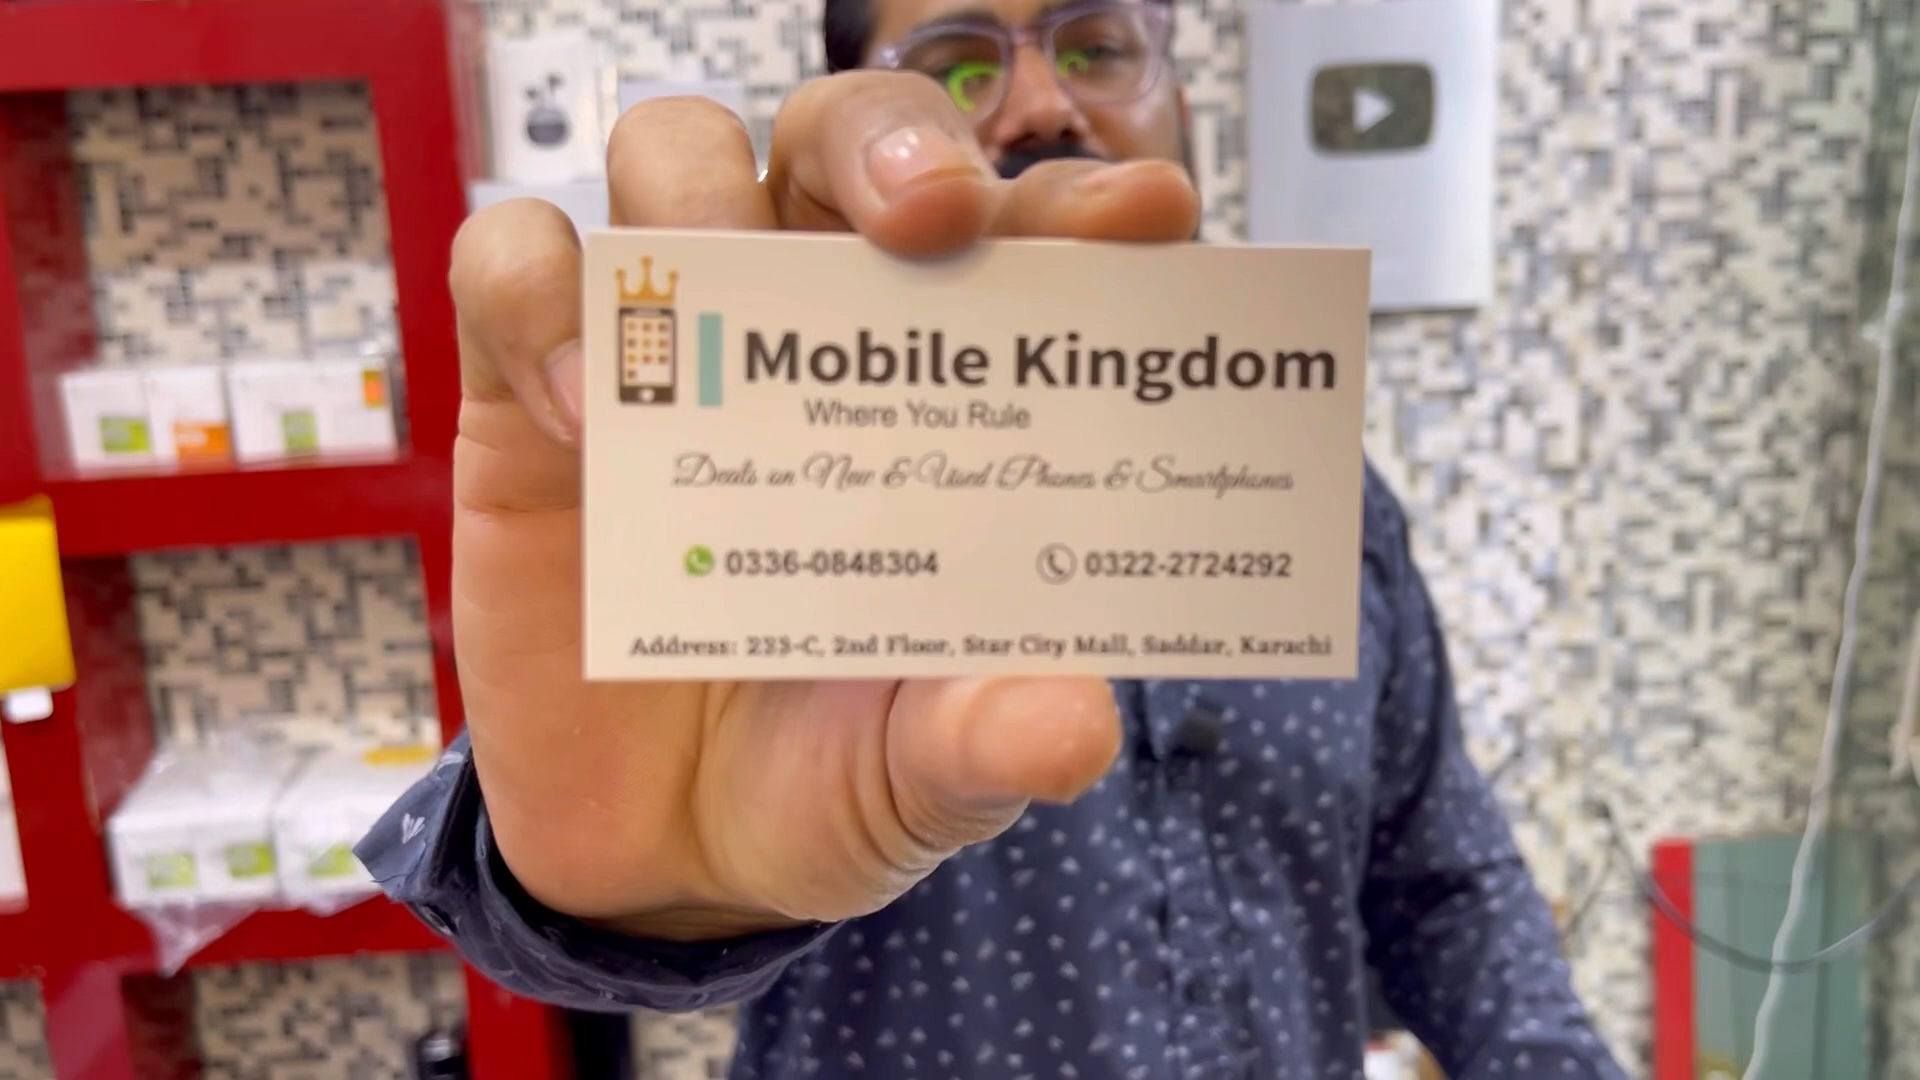 Mobile Kingdom
Where You Rule
Deals on New & Used Phones & Smartphones
0336-0848304 0322-2724292
Address: 233-C, 2nd Floor, Star City Mall, Saddar, Karachi